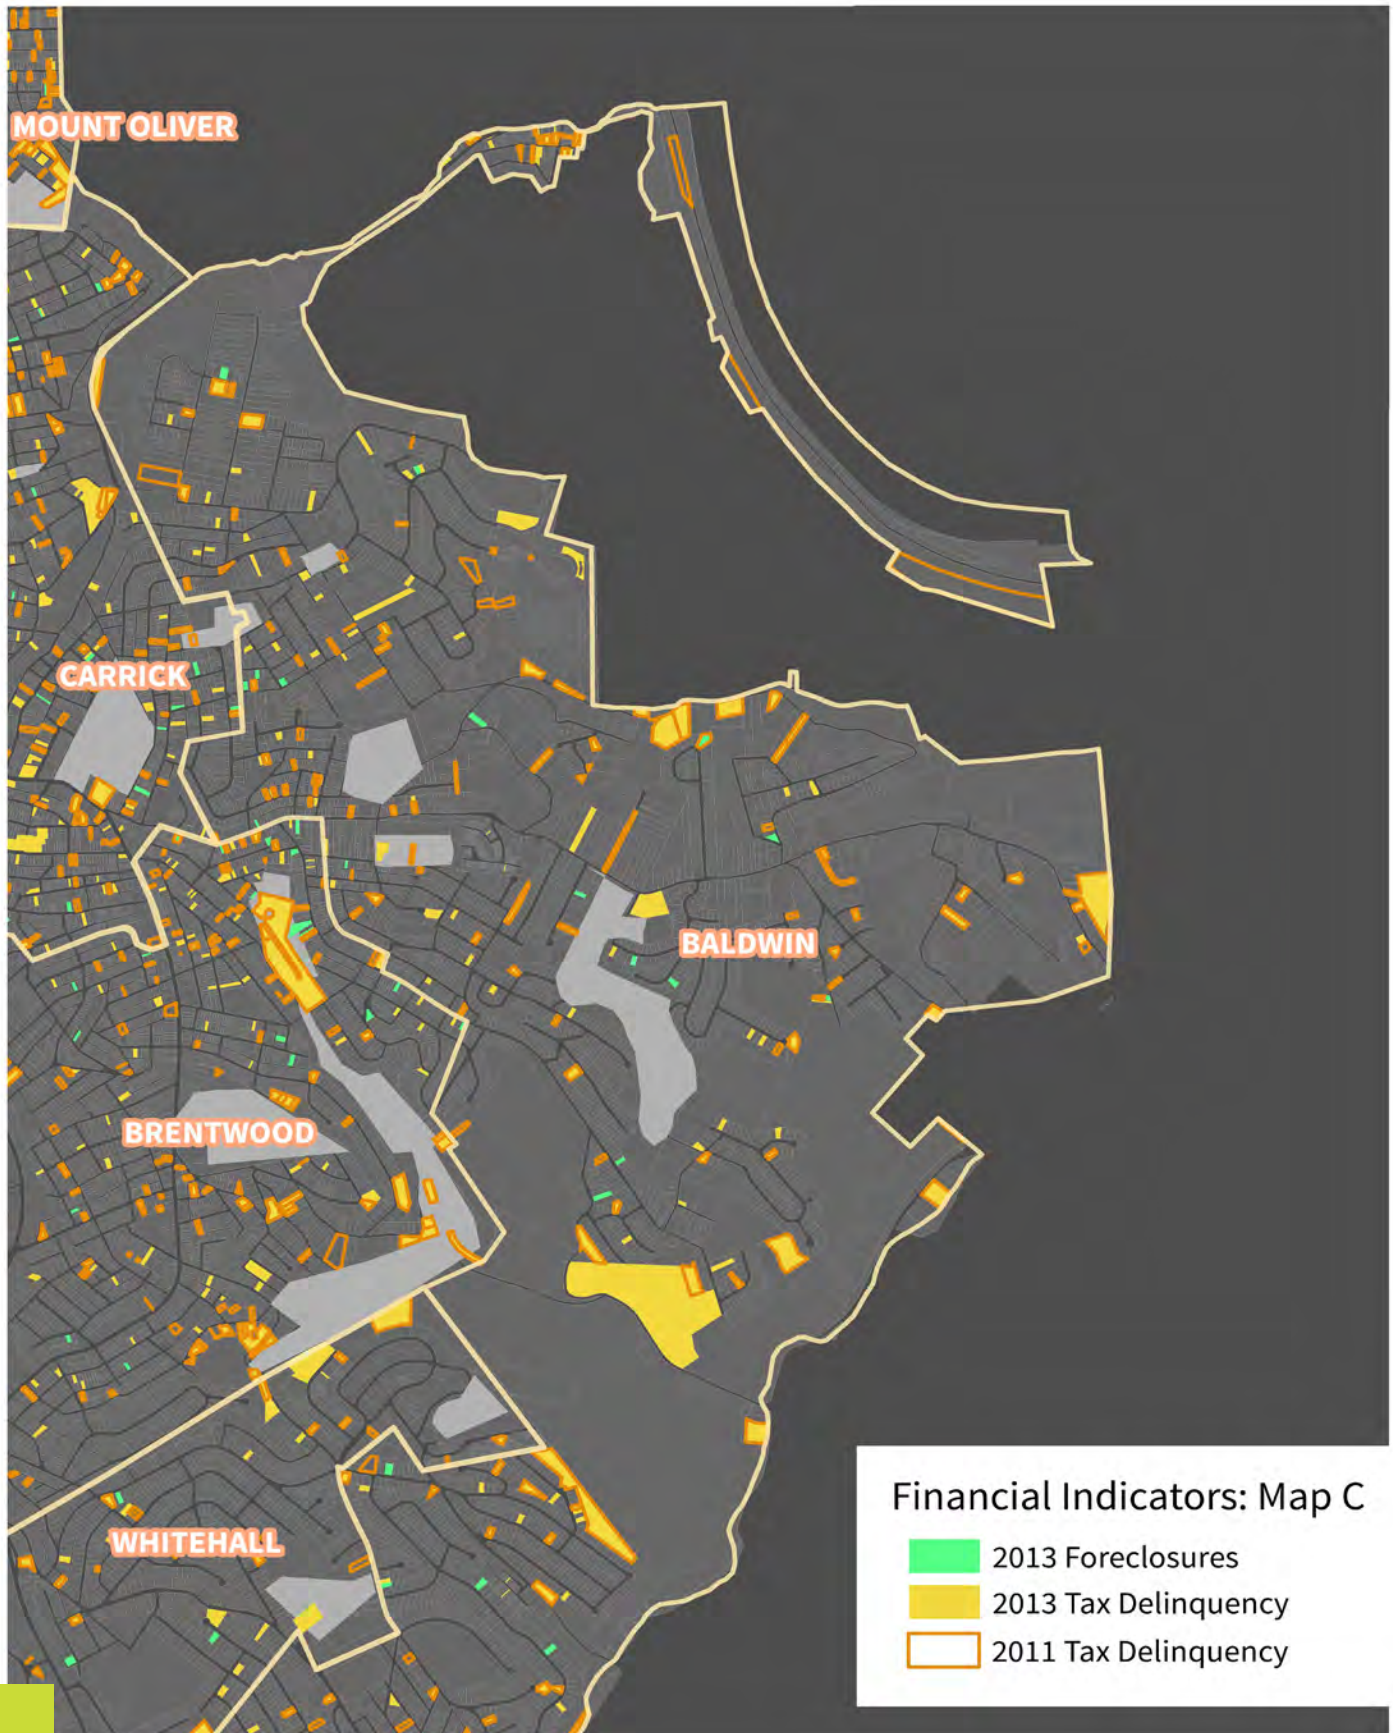 MOUNT OLIVER
CARRICK
BALDWIN
BRENTWOOD
WHITEHALL
Financial Indicators: Map C
2013 Foreclosures
2013 Tax Delinquency
2011 Tax Delinquency